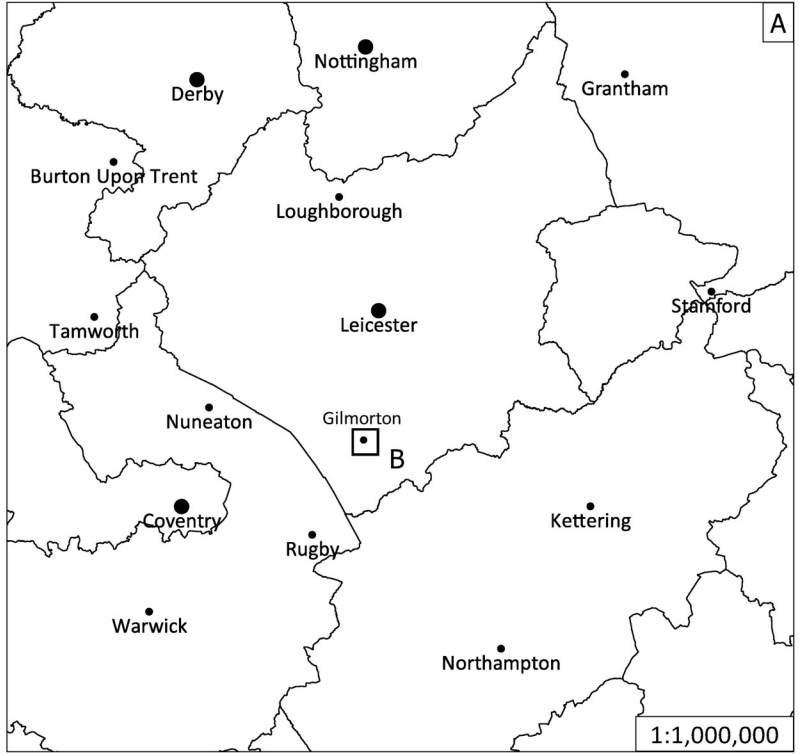 A
Nottingham
Derby
Grantham
Burton Upon Trent
Loughborough
Stamford
Leicester
Tamworth
Nuneaton
Gilmorton
B
Coventry
Kettering
Rugby
Warwick
Northampton
1:1,000,000